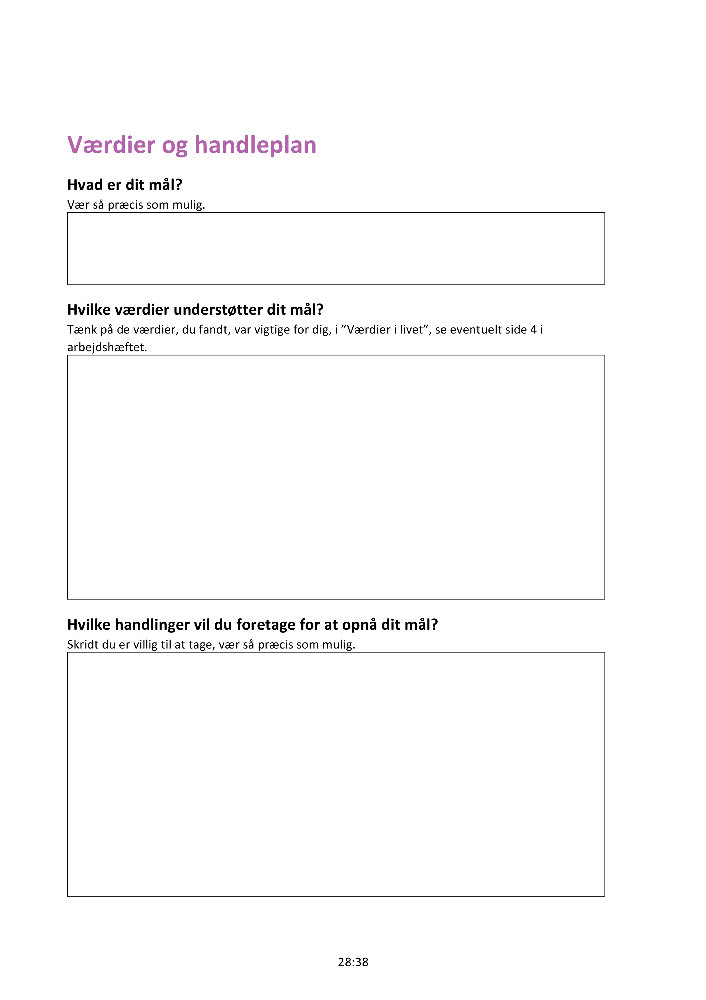 Værdier og handleplan
Hvad er dit mål?
Vær så præcis som mulig.
Hvilke værdier understøtter dit mål?
Tænk på de værdier, du fandt, var vigtige for dig, i ”Værdier i livet”, se eventuelt side 4 i
arbejdshæftet.
Hvilke handlinger vil du foretage for at opnå dit mål?
Skridt du er villig til at tage, vær så præcis som mulig.
28:38